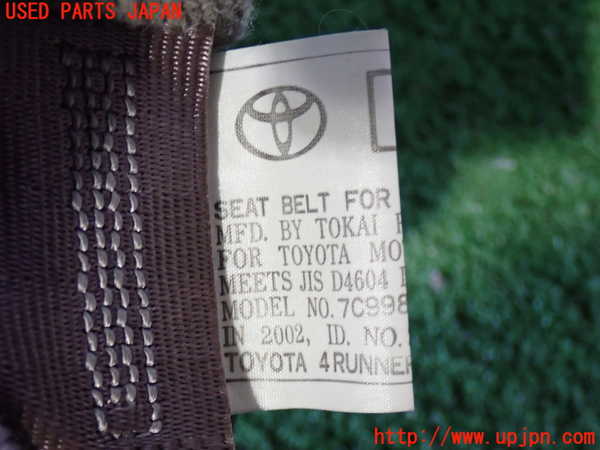 USED PARTS JAPAN
SEAT BELT FOR
MFD. BY TOKAI
FOR TOYOTA MO
MEETS JIS D4604
MODEL NO. 7C998
IN 2002, ID. NO.
TOYOTA 4RUNNER
http://www.upjpn.com